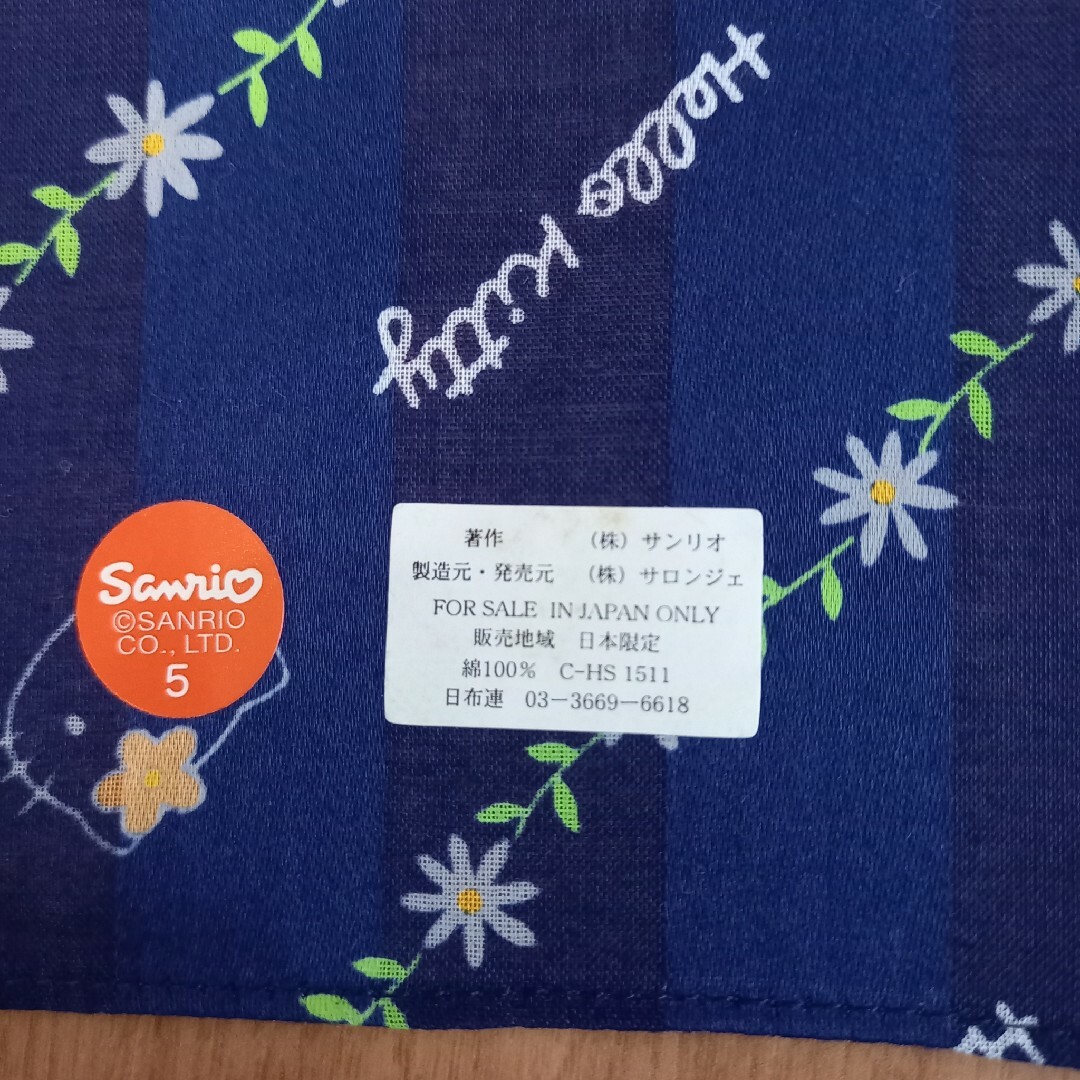 Hello Kitty
Sanrio
©SANRIO
CO., LTD.
5
著作 (株) サンリオ
製造元・発売元 (株) サロンジェ
FOR SALE IN JAPAN ONLY
販売地域 日本限定
綿100% C-HS 1511
日布連 03-3669-6618